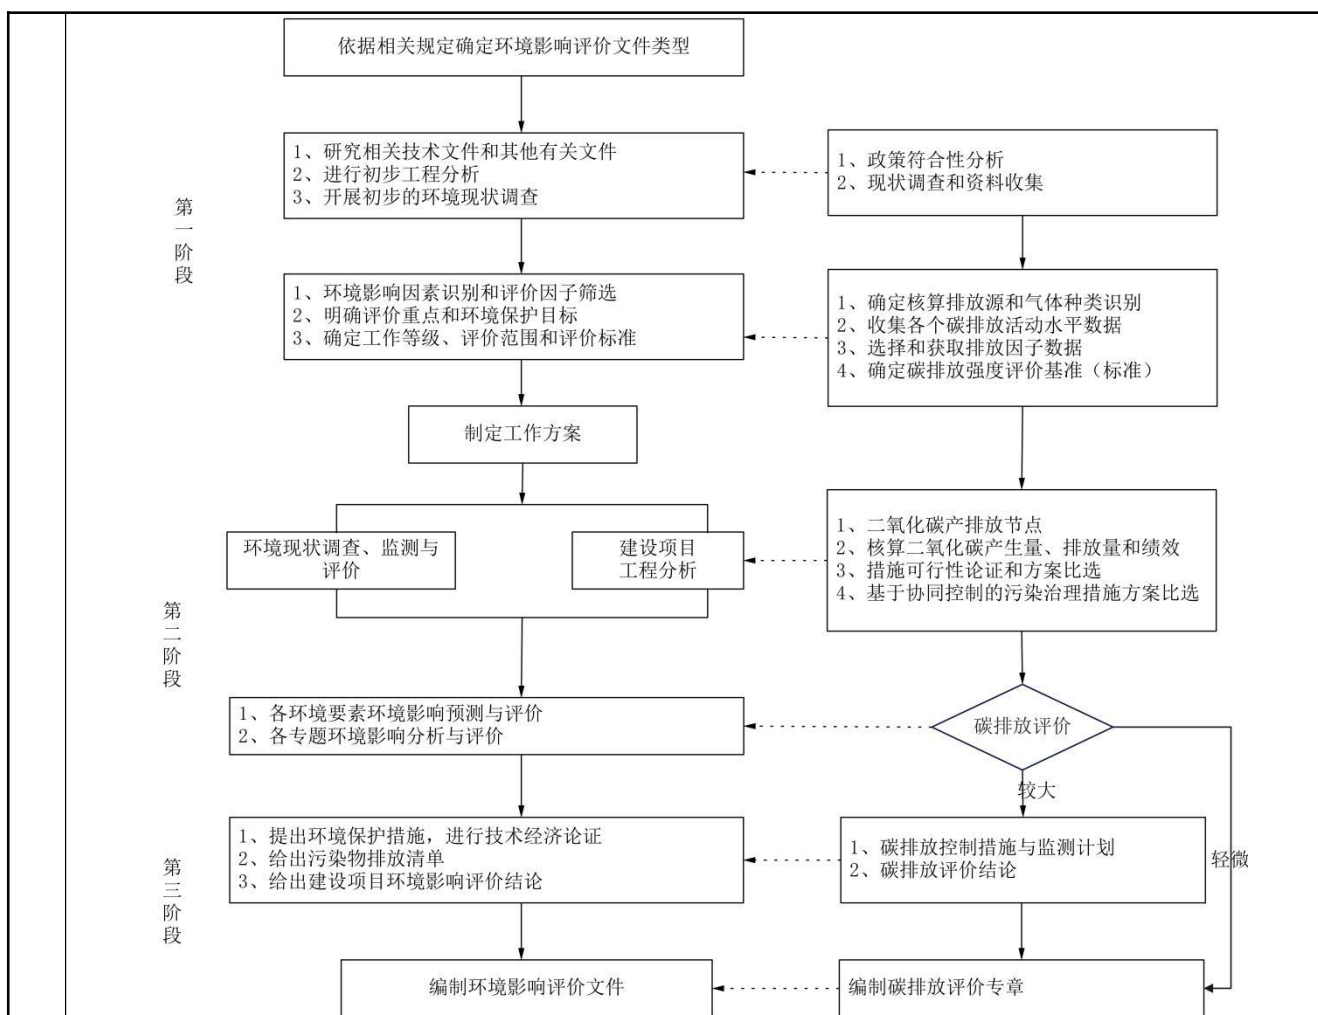 依据相关规定确定环境影响评价文件类型
第一阶段
1、研究相关技术文件和其他有关文件
2、进行初步工程分析
3、开展初步的环境现状调查
1、政策符合性分析
2、现状调查和资料收集
1、环境影响因素识别和评价因子筛选
2、明确评价重点和环境保护目标
3、确定工作等级、评价范围和评价标准
1、确定核算排放源和气体种类识别
2、收集各个碳排放活动水平数据
3、选择和获取排放因子数据
4、确定碳排放强度评价基准（标准）
制定工作方案
第二阶段
环境现状调查、监测与
评价
建设项目
工程分析
1、二氧化碳产排放节点
2、核算二氧化碳产生量、排放量和绩效
3、措施可行性论证和方案比选
4、基于协同控制的污染治理措施方案比选
1、各环境要素环境影响预测与评价
2、各专题环境影响分析与评价
碳排放评价
较大
轻微
第三阶段
1、提出环境保护措施，进行技术经济论证
2、给出污染物排放清单
3、给出建设项目环境影响评价结论
1、碳排放控制措施与监测计划
2、碳排放评价结论
编制环境影响评价文件
编制碳排放评价专章